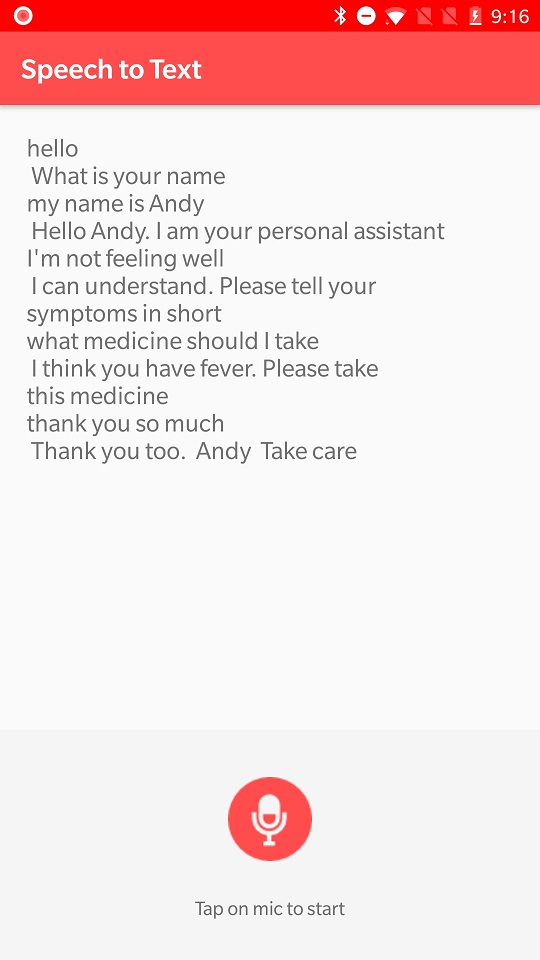 9:16
Speech to Text
hello
What is your name
my name is Andy
Hello Andy. I am your personal assistant
I'm not feeling well
I can understand. Please tell your
symptoms in short
what medicine should I take
I think you have fever. Please take
this medicine
thank you so much
Thank you too.  Andy  Take care
Tap on mic to start